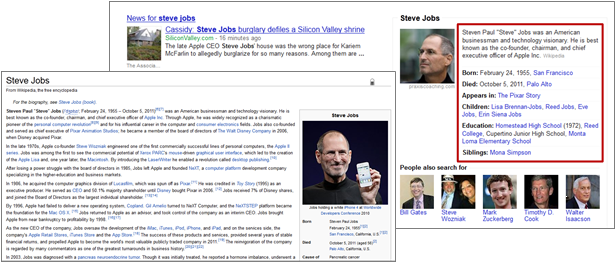 News for steve jobs
Cassidy: Steve Jobs burglary defiles a Silicon Valley shrine
SiliconValley.com - 16 minutes ago
The late Apple CEO Steve Jobs' house was the wrong place for Kariem
McFarlin to allegedly burglarize for so many reasons. Among them are ...
The Associa...
Steve Jobs
Steven Paul "Steve" Jobs was an American
businessman and technology visionary. He is best
known as the co-founder, chairman, and chief
executive officer of Apple Inc. Wikipedia
praxiscoaching.com
Born: February 24, 1955, San Francisco
Died: October 5, 2011, Palo Alto
Appears in: The Pixar Story
Children: Lisa Brennan-Jobs, Reed Jobs, Eve
Jobs, Erin Siena Jobs
Education: Homestead High School (1972), Reed
College, Cupertino Junior High School, Monta
Loma Elementary School
Siblings: Mona Simpson
People also search for
Bill Gates
Steve
Wozniak
Mark
Zuckerberg
Timothy D.
Cook
Walter
Isaacson
Steve Jobs
From Wikipedia, the free encyclopedia
For the biography, see Steve Jobs (book).
Steven Paul "Steve" Jobs February 24, 1955 – October 5, 2011) was an American businessman and technology visionary. He is
best known as the co-founder, chairman, and chief executive officer of Apple Inc. Through Apple, he was widely recognized as a charismatic
pioneer of the personal computer revolution and for his influential career in the computer and consumer electronics fields. Jobs also co-founded
and served as chief executive of Pixar Animation Studios; he became a member of the board of directors of The Walt Disney Company in 2006,
when Disney acquired Pixar.
In the late 1970s, Apple co-founder Steve Wozniak engineered one of the first commercially successful lines of personal computers, the Apple II
series. Jobs was among the first to see the commercial potential of Xerox PARC's mouse-driven graphical user interface, which led to the creation
of the Apple Lisa and, one year later, the Macintosh. By introducing the LaserWriter he enabled a revolution called desktop publishing.
After losing a power struggle with the board of directors in 1985, Jobs left Apple and founded NeXT, a computer platform development company
specializing in the higher-education and business markets.
In 1986, he acquired the computer graphics division of Lucasfilm, which was spun off as Pixar. He was credited in Toy Story (1995) as an
executive producer. He served as CEO and
and joined the Board of Directors as the largest individual shareholder.
By 1996, Apple had failed to deliver a new operating system, Copland. Gil Amelio turned to NeXT Computer, and the NeXTSTEP platform became
the foundation for the Mac OS X. Jobs returned to Apple as an advisor, and took control of the company as an interim CEO. Jobs brought
Apple from near bankruptcy to profitability by 1998.
As the new CEO of the company, Jobs oversaw the development of the iMac, iTunes, iPod, iPhone, and iPad, and on the services side, the
company's Apple Retail Stores, iTunes Store and the App Store. The success of these products and services, provided several years of stable
financial returns, and propelled Apple to become the world's most valuable publicly traded company in 2011. The reinvigoration of the company
is regarded by many commentators as one of the greatest turnarounds in business history.
In 2003, Jobs was diagnosed with a pancreas neuroendocrine tumor. Though it was initially treated, he reported a hormone imbalance, underwent a
Steve Jobs
Jobs holding a white iPhone 4 at Worldwide
Developers Conference 2010
Born
Steven Paul Jobs
February 24, 1955
San Francisco, California, U.S.
Died
October 5, 2011 (aged 56)
Palo Alto, California, U.S.
Cause of
Pancreatic cancer